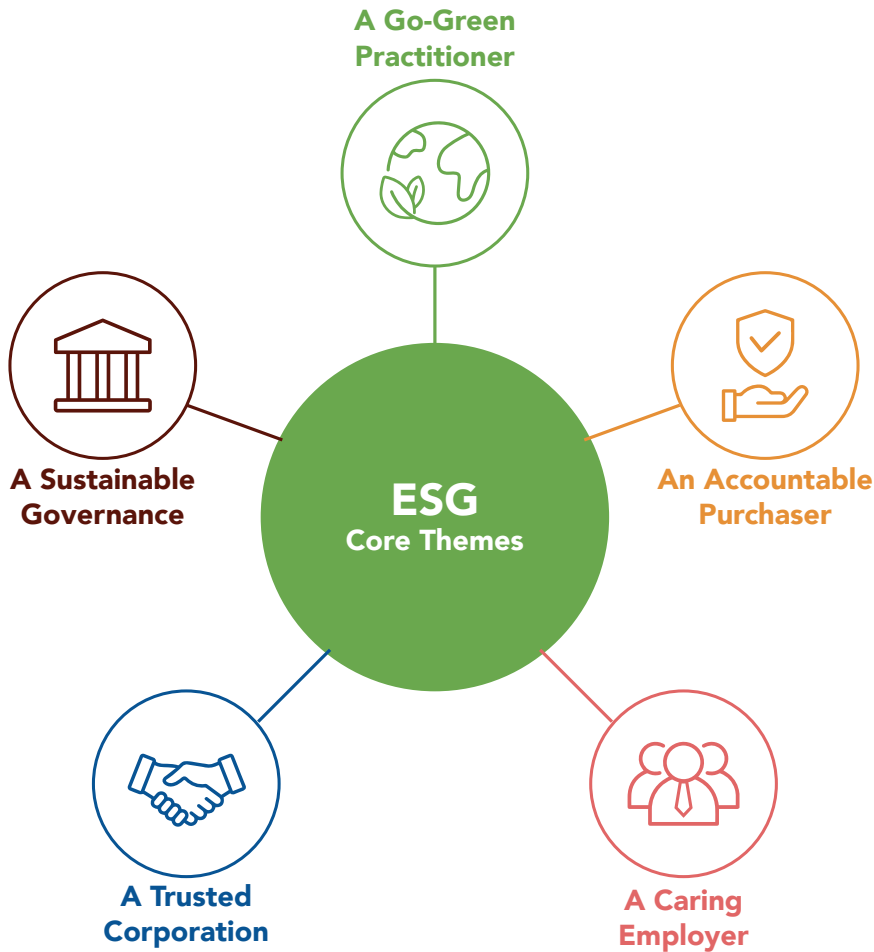 A Go-Green
Practitioner
A Sustainable
Governance
An Accountable
Purchaser
ESG
Core Themes
A Trusted
Corporation
A Caring
Employer